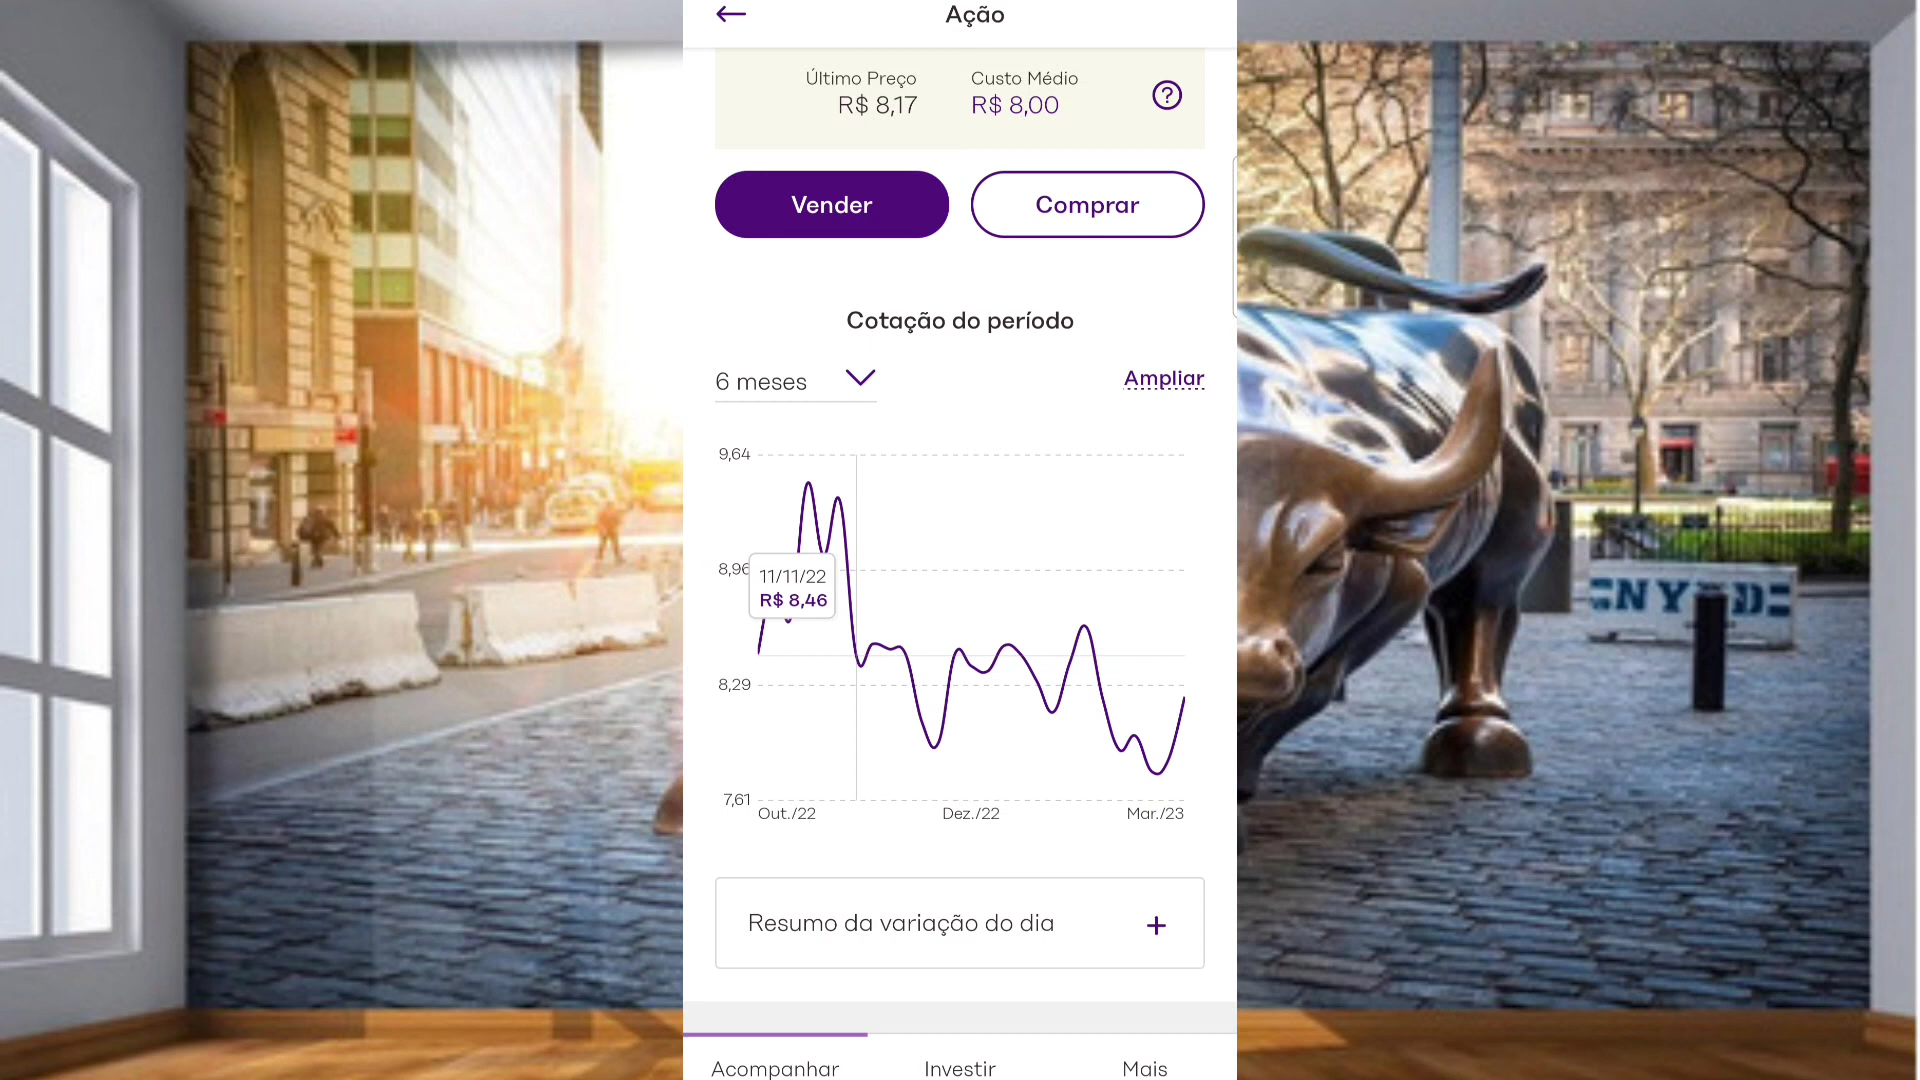 Ação
Último Preço
R$ 8,17
Custo Médio
R$ 8,00
?
Vender
Comprar
Cotação do período
6 meses
Ampliar
9,64
8,96
8,29
7,61
11/11/22
R$ 8,46
Out./22
Dez./22
Mar./23
Resumo da variação do dia
+
Acompanhar
Investir
Mais